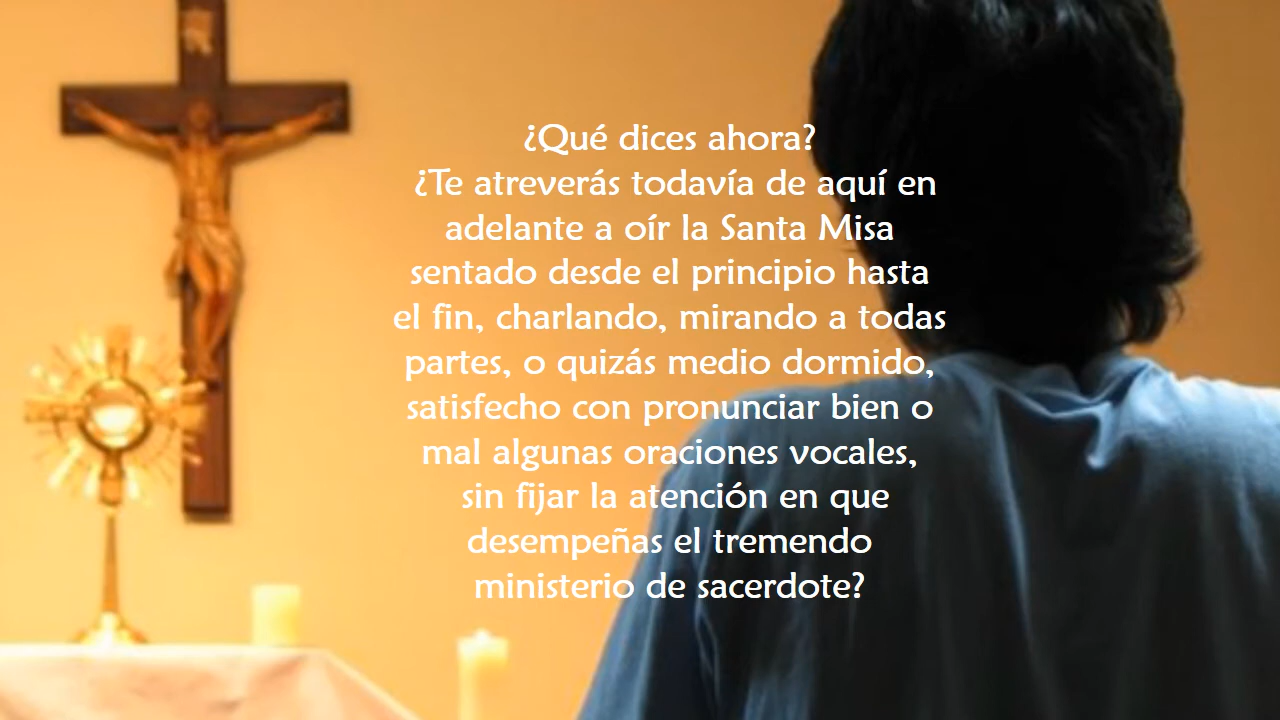 ¿Qué dices ahora?
¿Te atreverás todavía de aquí en
adelante a oír la Santa Misa
sentado desde el principio hasta
el fin, charlando, mirando a todas
partes, o quizás medio dormido,
satisfecho con pronunciar bien o
mal algunas oraciones vocales,
sin fijar la atención en que
desempeñas el tremendo
ministerio de sacerdote?